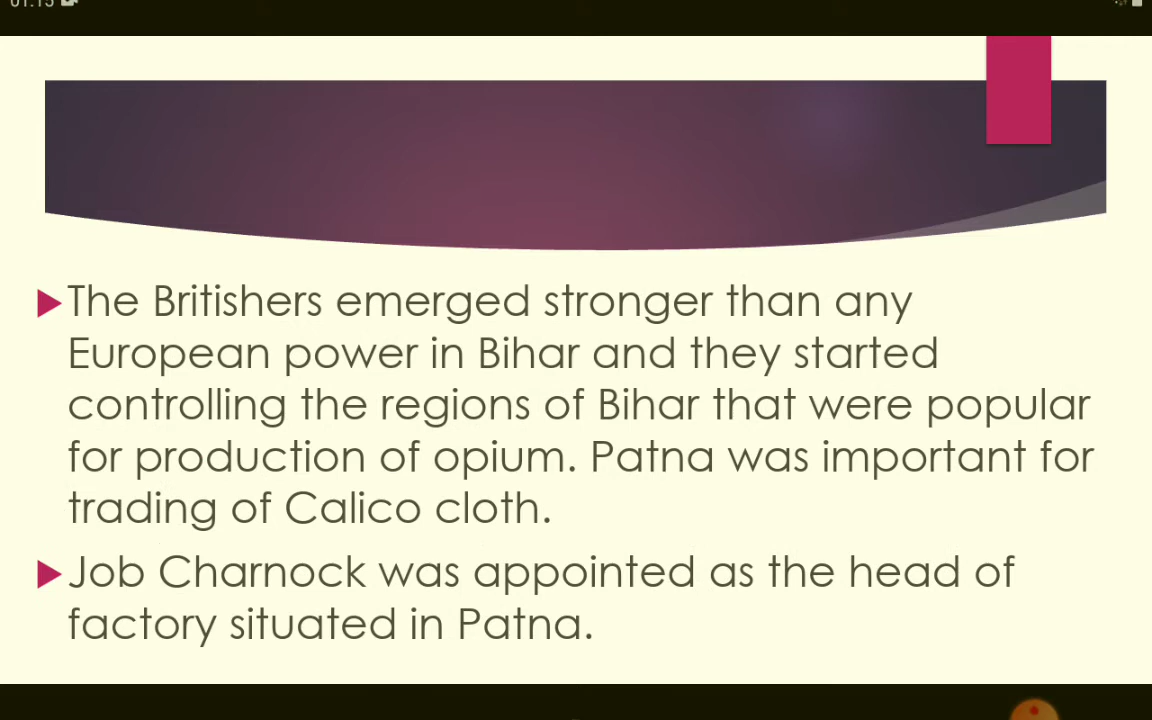 The Britishers emerged stronger than any
European power in Bihar and they started
controlling the regions of Bihar that were popular
for production of opium. Patna was important for
trading of Calico cloth.
Job Charnock was appointed as the head of
factory situated in Patna.